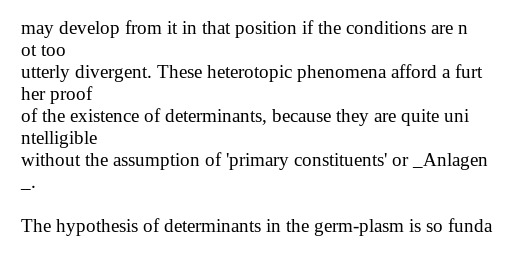 may develop from it in that position if the conditions are n
ot too
utterly divergent. These heterotopic phenomena afford a furt
her proof
of the existence of determinants, because they are quite uni
ntelligible
without the assumption of 'primary constituents' or _Anlagen
_.

The hypothesis of determinants in the germ-plasm is so funda